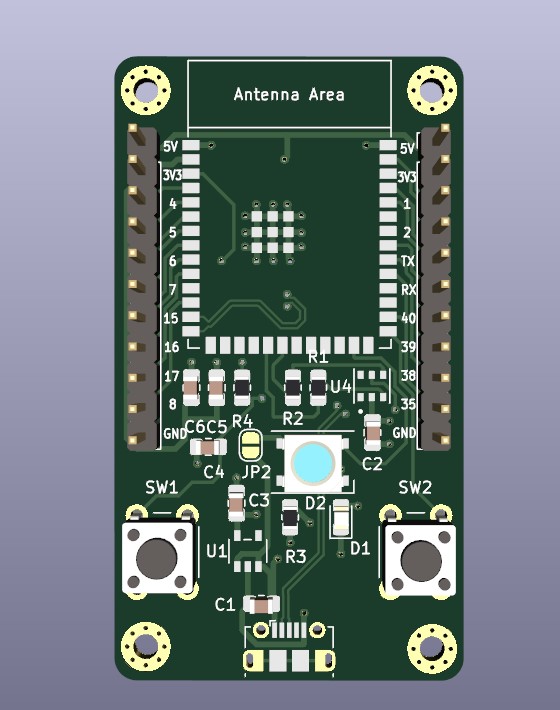 Antenna Area
5V
3V3
4
5
6
7
15
16
17
8
GND
5V
3V3
1
2
TX
RX
40
39
38
35
GND
R1
U4
R2
R4
C6C5
C4
JP2
C2
SW1
C3
D2
SW2
U1
R3
D1
C1